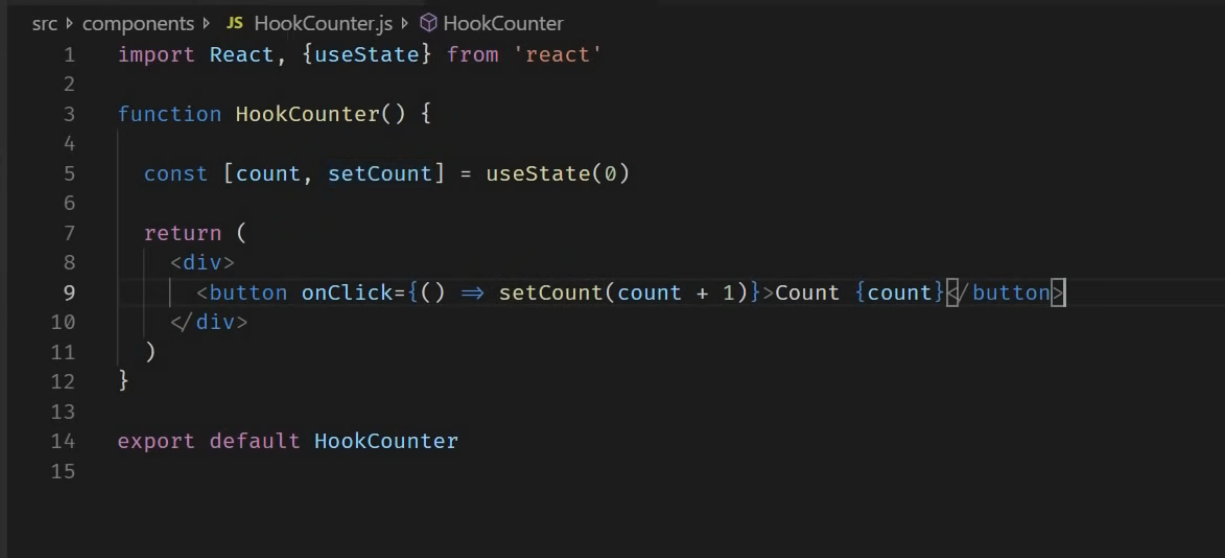 src components JS HookCounter.js HookCounter
1 import React, {useState} from 'react'
2
3 function HookCounter() {
4
5   const [count, setCount] = useState(0)
6
7   return (
8     <div>
9       <button onClick={() => setCount(count + 1)}>Count {count}</button>
10     </div>
11   )
12 }
13
14 export default HookCounter
15